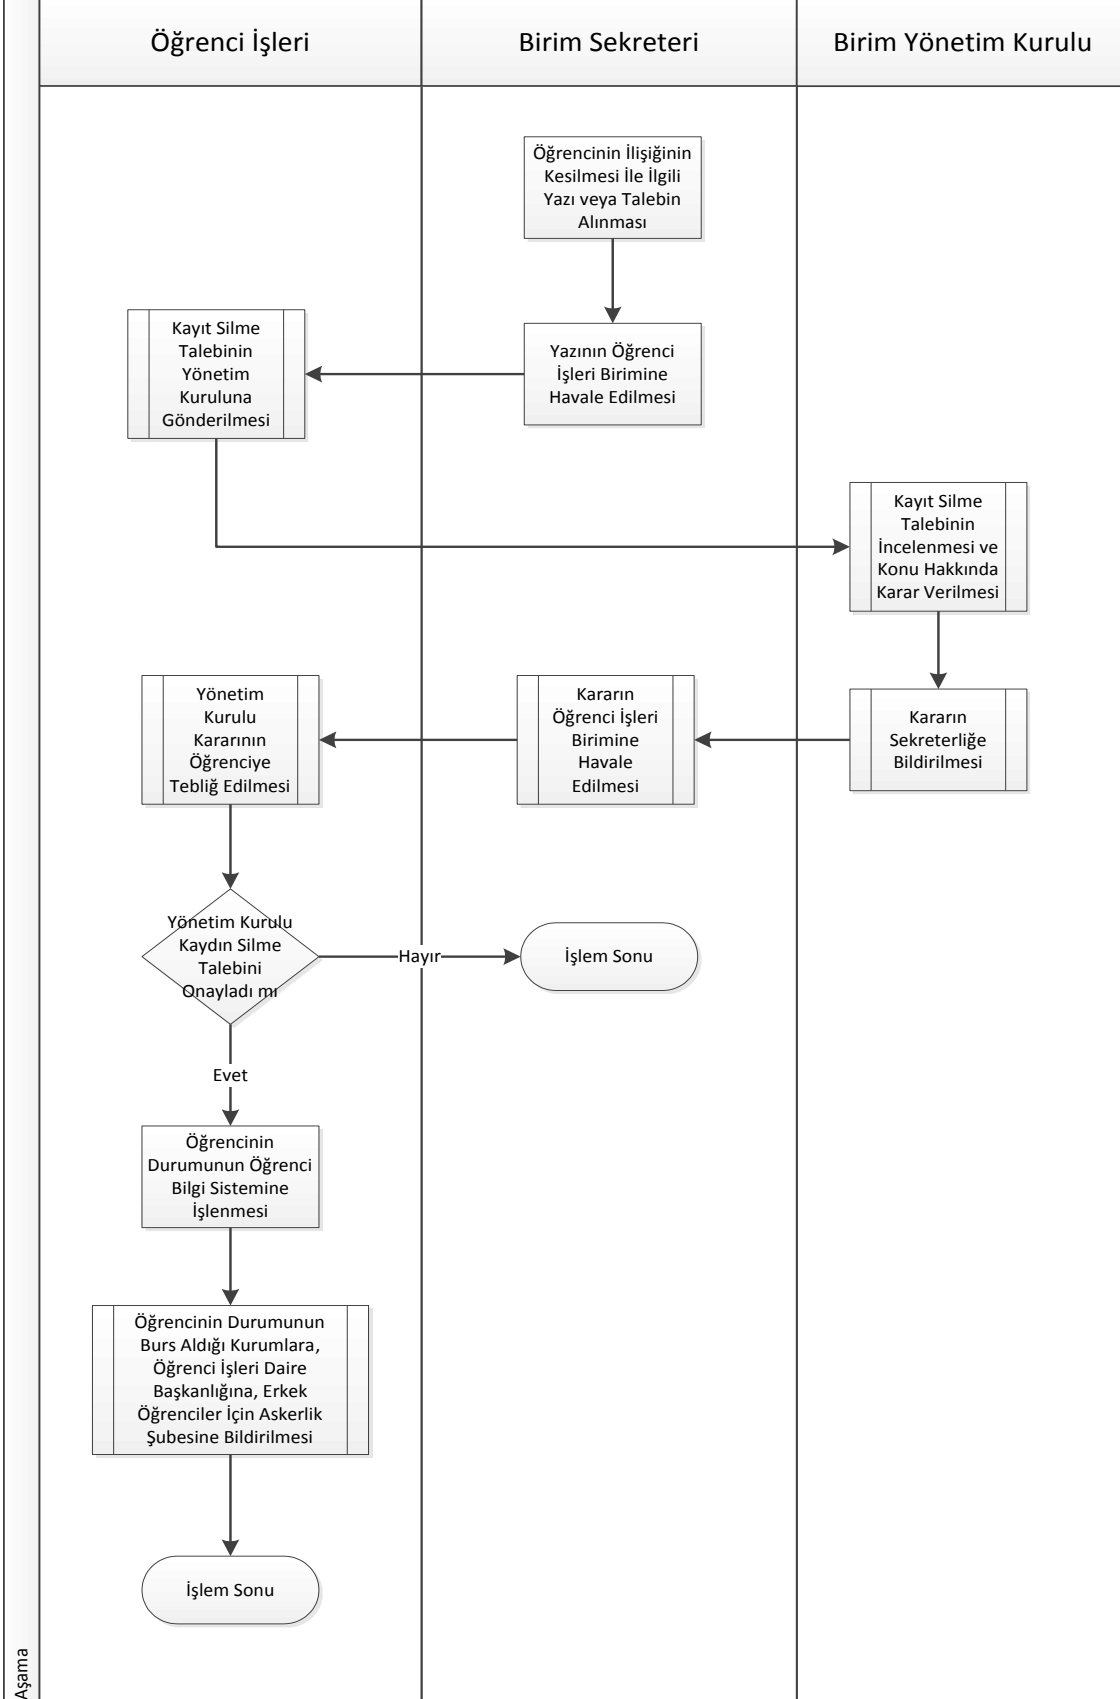 Öğrenci İşleri
Birim Sekreteri
Birim Yönetim Kurulu
Öğrencinin İlişiğinin
Kesilmesi İle İlgili
Yazı veya Talebin
Alınması
Yazının Öğrenci
İşleri Birimine
Havale Edilmesi
Kayıt Silme
Talebinin
Yönetim
Kuruluna
Gönderilmesi
Kayıt Silme
Talebinin
İncelenmesi ve
Konu Hakkında
Karar Verilmesi
Kararın
Sekreterliğe
Bildirilmesi
Kararın
Öğrenci İşleri
Birimine
Havale
Edilmesi
Yönetim
Kurulu
Kararının
Öğrenciye
Tebliğ Edilmesi
Yönetim Kurulu
Kaydın Silme
Talebini
Onayladı mı
Hayır
İşlem Sonu
Evet
Öğrencinin
Durumunun Öğrenci
Bilgi Sistemine
İşlenmesi
Öğrencinin Durumunun
Burs Aldığı Kurumlara,
Öğrenci İşleri Daire
Başkanlığına, Erkek
Öğrenciler İçin Askerlik
Şubesine Bildirilmesi
İşlem Sonu
Aşama